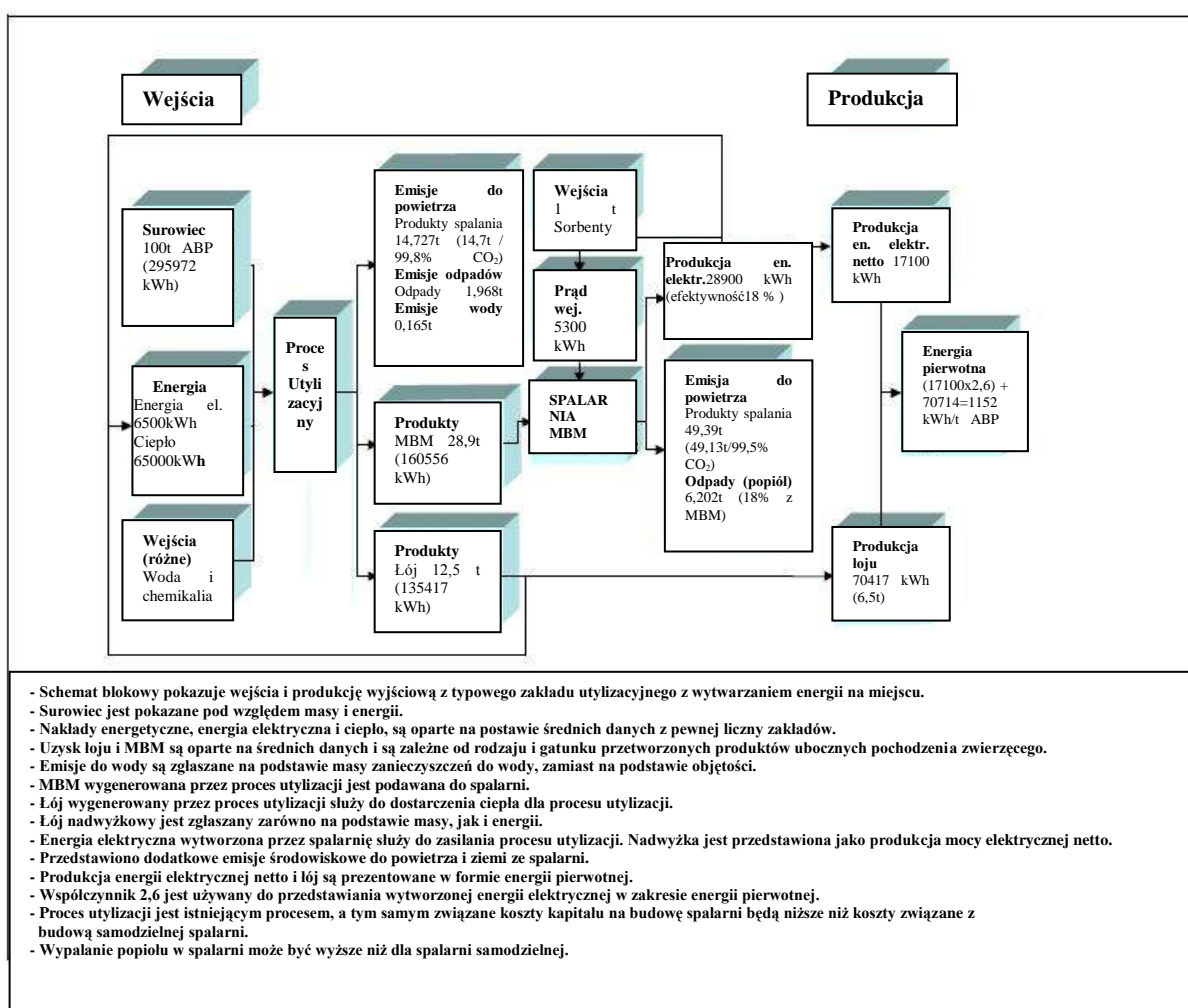 Wejścia
Produkcja
Surowiec
100t ABP
(295972
kWh)
Energia
Energia el.
6500kWh
Ciepło
65000kWh
Wejścia
(różne)
Woda i
chemikalia
Proce
s
Utyli
zacyj
ny
Emisje do
powietrza
Produkty spalania
14,727t (14,7t /
99,8% CO₂)
Emisje odpadów
Odpady 1,968t
Emisje wody
0,165t
Produkty
MBM 28,9t
(160556
kWh)
Produkty
Łój 12,5 t
(135417
kWh)
Wejścia
1 t
Sorbenty
Prąd
wej.
5300
kWh
SPALAR
NIA
MBM
Produkcja en.
elektr.28900 kWh
(efektywność18 % )
Emisja do
powietrza
Produkty spalania
49,39t
(49,13t/99,5%
CO₂)
Odpady (popiół)
6,202t (18% z
MBM)
Produkcja
en. elektr.
netto 17100
kWh
Energia
pierwotna
(17100x2,6) +
70714=1152
kWh/t ABP
Produkcja
łoju
70417 kWh
(6,5t)
- Schemat blokowy pokazuje wejścia i produkcję wyjściową z typowego zakładu utylizacyjnego z wytwarzaniem energii na miejscu.
- Surowiec jest pokazane pod względem masy i energii.
- Nakłady energetyczne, energia elektryczna i ciepło, są oparte na postawie średnich danych z pewnej liczny zakładów.
- Uzysk łoju i MBM są oparte na średnich danych i są zależne od rodzaju i gatunku przetworzonych produktów ubocznych pochodzenia zwierzęcego.
- Emisje do wody są zgłaszane na podstawie masy zanieczyszczeń do wody, zamiast na podstawie objętości.
- MBM wygenerowana przez proces utylizacji jest podawana do spalarni.
- Łój wygenerowany przez proces utylizacji służy do dostarczenia ciepła dla procesu utylizacji.
- Łój nadwyżkowy jest zgłaszany zarówno na podstawie masy, jak i energii.
- Energia elektryczna wytworzona przez spalarnię służy do zasilania procesu utylizacji. Nadwyżka jest przedstawiona jako produkcja mocy elektrycznej netto.
- Przedstawiono dodatkowe emisje środowiskowe do powietrza i ziemi ze spalarni.
- Produkcja energii elektrycznej netto i łój są prezentowane w formie energii pierwotnej.
- Współczynnik 2,6 jest używany do przedstawiania wytworzonej energii elektrycznej w zakresie energii pierwotnej.
- Proces utylizacji jest istniejącym procesem, a tym samym związane koszty kapitału na budowę spalarni będą niższe niż koszty związane z
budową samodzielnej spalarni.
- Wypalanie popiołu w spalarni może być wyższe niż dla spalarni samodzielnej.